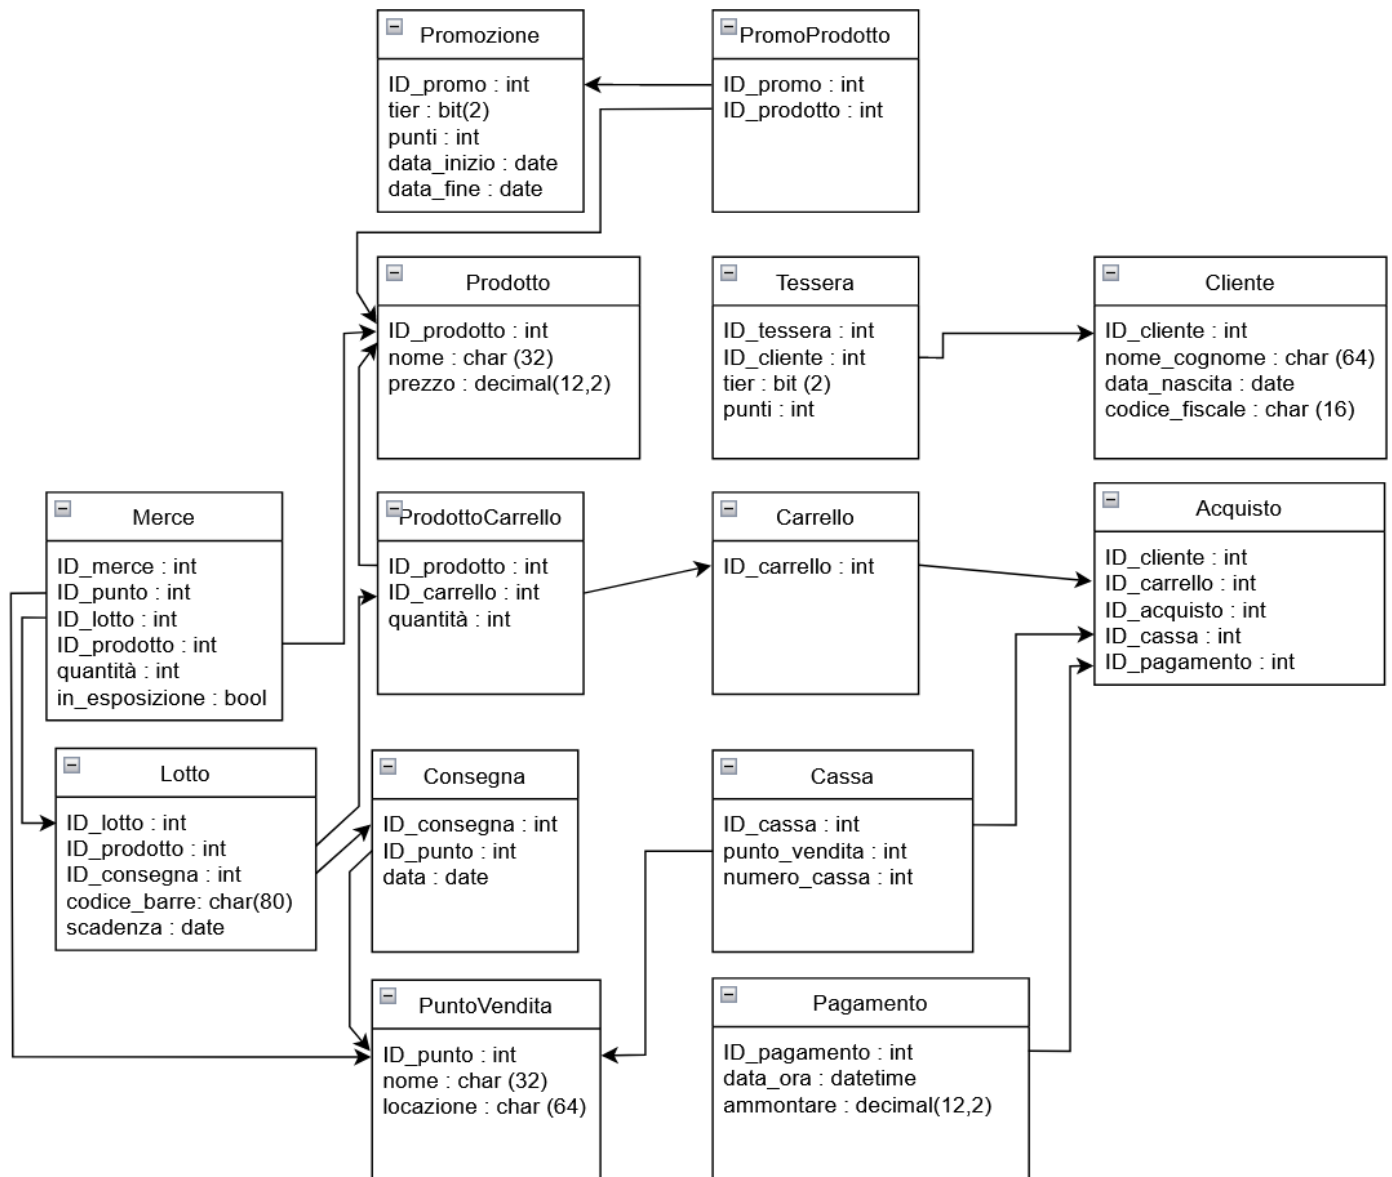 Promozione
ID_promo : int
tier : bit(2)
punti : int
data_inizio : date
data_fine : date
PromoProdotto
ID_promo : int
ID_prodotto : int
Prodotto
ID_prodotto : int
nome : char (32)
prezzo : decimal(12,2)
Tessera
ID_tessera : int
ID_cliente : int
tier : bit (2)
punti : int
Cliente
ID_cliente : int
nome_cognome : char (64)
data_nascita : date
codice_fiscale : char (16)
Merce
ID_merce : int
ID_punto : int
ID_lotto : int
ID_prodotto : int
quantità : int
in_esposizione : bool
ProdottoCarrello
ID_prodotto : int
ID_carrello : int
quantità : int
Carrello
ID_carrello : int
Acquisto
ID_cliente : int
ID_carrello : int
ID_acquisto : int
ID_cassa : int
ID_pagamento : int
Lotto
ID_lotto : int
ID_prodotto : int
ID_consegna : int
codice_barre: char(80)
scadenza : date
Consegna
ID_consegna : int
ID_punto : int
data : date
Cassa
ID_cassa : int
punto_vendita : int
numero_cassa : int
PuntoVendita
ID_punto : int
nome : char (32)
locazione : char (64)
Pagamento
ID_pagamento : int
data_ora : datetime
ammontare : decimal(12,2)